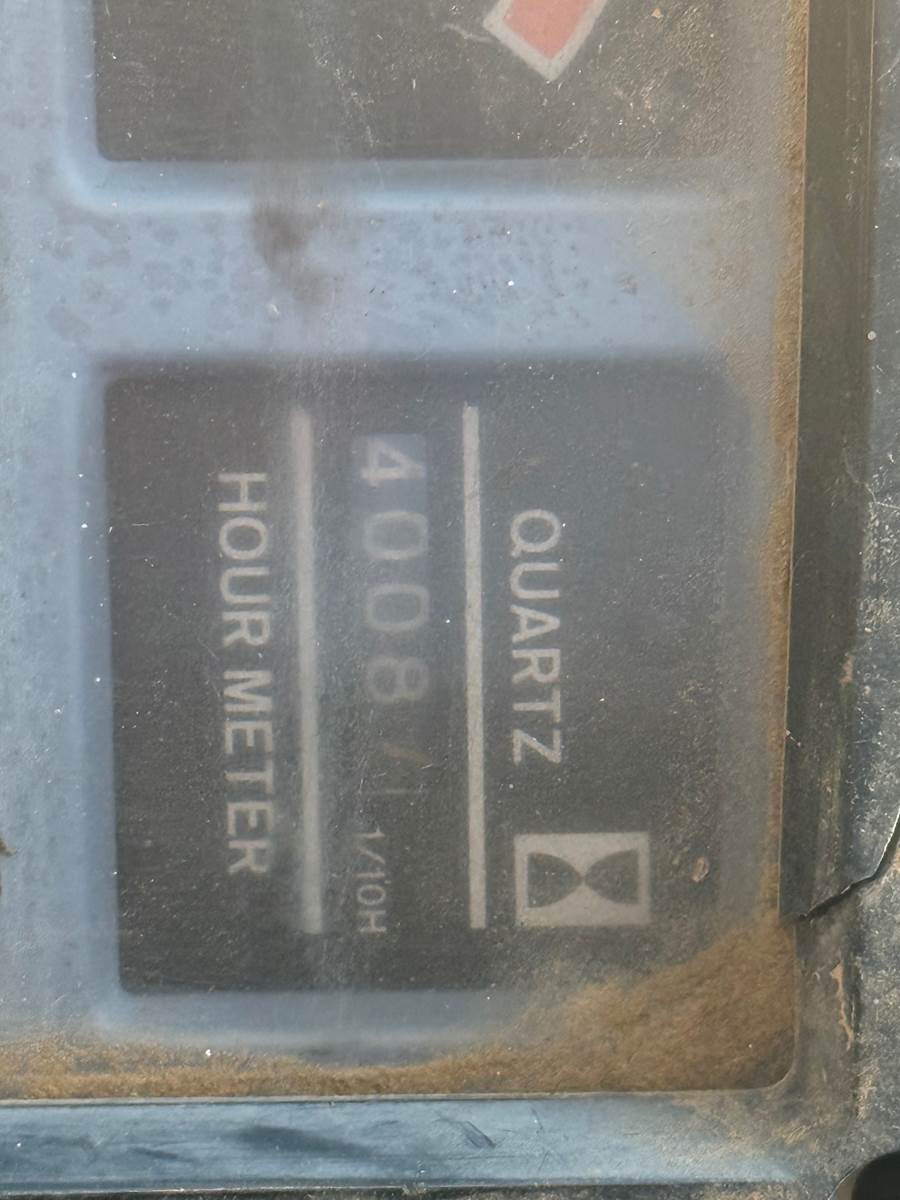 QUARTZ
4008
1/10H
HOUR METER